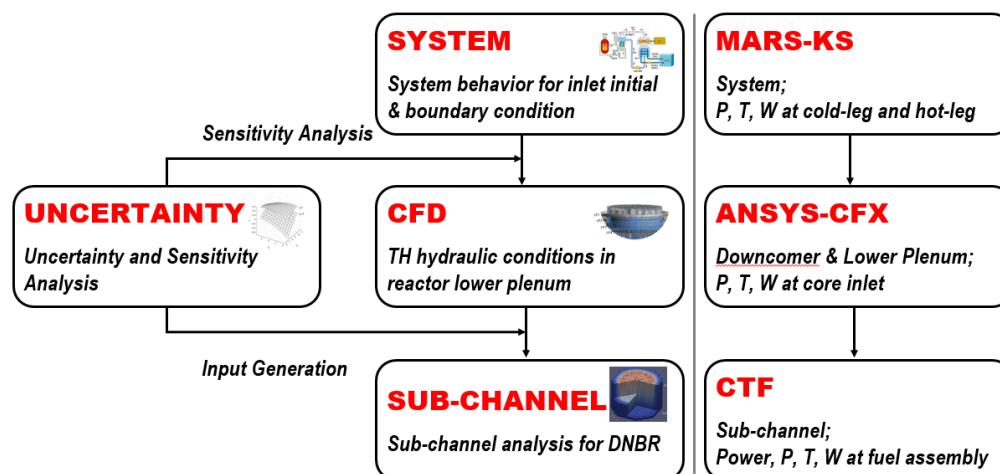 SYSTEM
System behavior for inlet initial
& boundary condition
MARS-KS
System;
P, T, W at cold-leg and hot-leg
Sensitivity Analysis
UNCERTAINTY
Uncertainty and Sensitivity
Analysis
CFD
TH hydraulic conditions in
reactor lower plenum
ANSYS-CFX
Downcomer & Lower Plenum;
P, T, W at core inlet
Input Generation
SUB-CHANNEL
Sub-channel analysis for DNBR
CTF
Sub-channel;
Power, P, T, W at fuel assembly